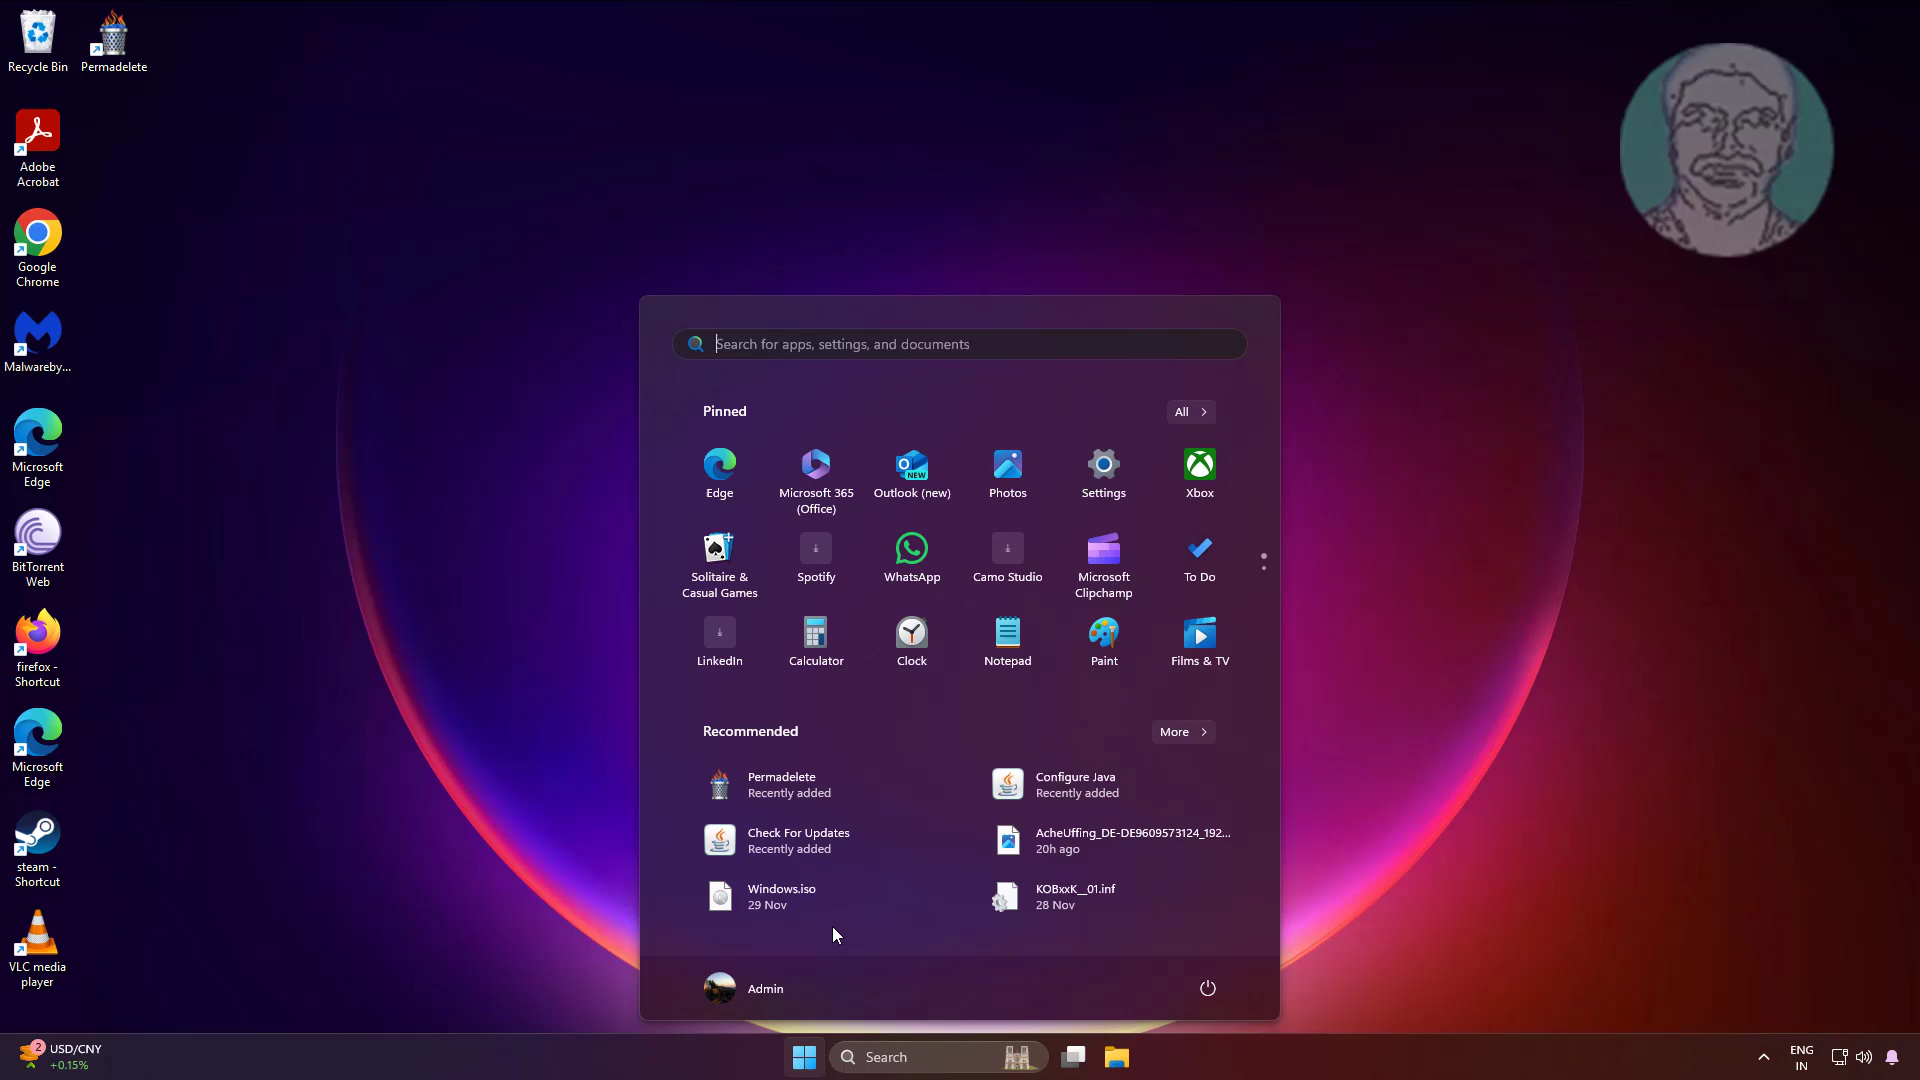 Recycle Bin
Permadelete
Adobe
Acrobat
Google
Chrome
Malwareby...
Microsoft
Edge
BitTorrent
Web
firefox -
Shortcut
Microsoft
Edge
steam -
Shortcut
VLC media
player
Search for apps, settings, and documents
Pinned
All
Edge
Microsoft 365
(Office)
Outlook (new)
Photos
Settings
Xbox
Solitaire &
Casual Games
Spotify
WhatsApp
Camo Studio
Microsoft
Clipchamp
To Do
LinkedIn
Calculator
Clock
Notepad
Paint
Films & TV
Recommended
More
Permadelete
Recently added
Configure Java
Recently added
Check For Updates
Recently added
AcheUffing_DE-DE9609573124_192...
20h ago
Windows.iso
29 Nov
KOBxxK__01.inf
28 Nov
Admin
2
USD/CNY
+0.15%
Search
ENG
IN